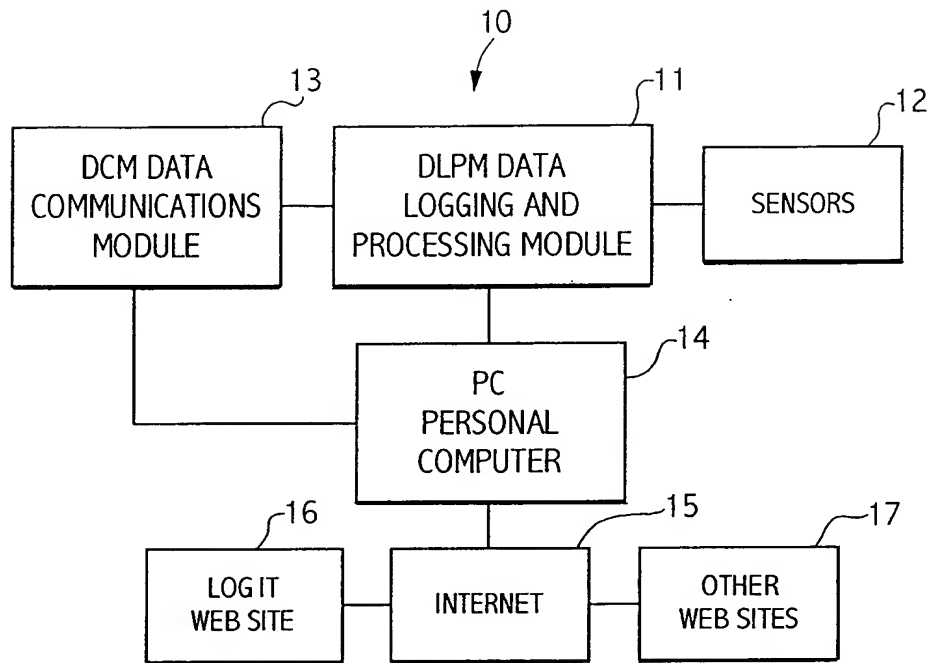 10
13
11
12
DCM DATA
COMMUNICATIONS
MODULE
DLPM DATA
LOGGING AND
PROCESSING MODULE
SENSORS
14
PC
PERSONAL
COMPUTER
16
15
17
LOG IT
WEB SITE
INTERNET
OTHER
WEB SITES